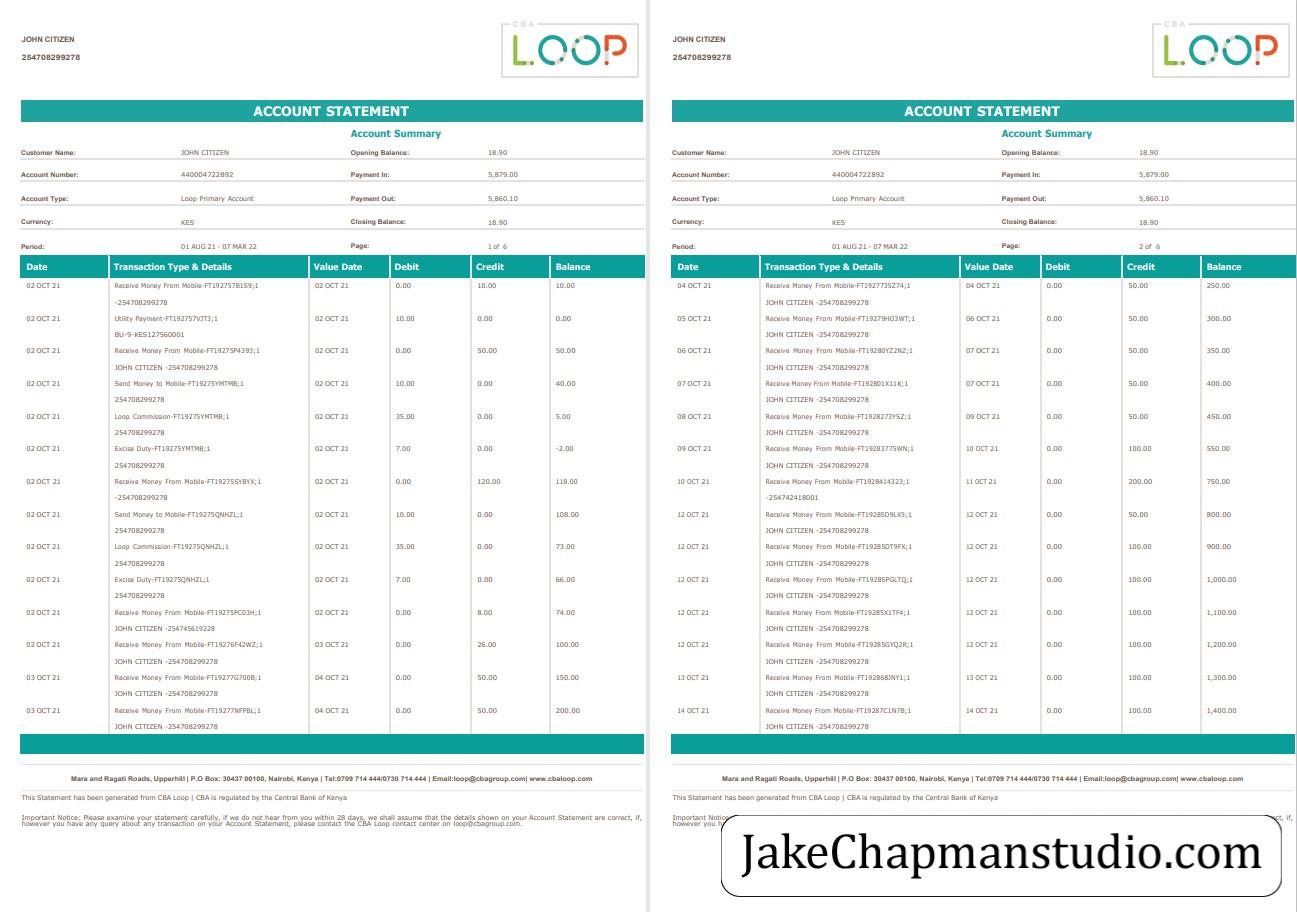 JOHN CITIZEN
254708299278
CBA
LOOP
ACCOUNT STATEMENT
Account Summary
Customer Name: JOHN CITIZEN Opening Balance: 18.90
Account Number: 440004722892 Payment In: 5,879.00
Account Type: Loop Primary Account Payment Out: 5,860.10
Currency: KES Closing Balance: 18.90
Period: 01 AUG 21 - 07 MAR 22 Page: 1 of 6
Date Transaction Type & Details Value Date Debit Credit Balance
02 OCT 21 Receive Money From Mobile-FT192757B1S9;1 02 OCT 21 0.00 10.00 10.00
-254708299278
02 OCT 21 Utility Payment-FT192757VJT3;1 02 OCT 21 10.00 0.00 0.00
BU-9-KES127560001
02 OCT 21 Receive Money From Mobile-FT19275P4393;1 02 OCT 21 0.00 50.00 50.00
JOHN CITIZEN -254708299278
02 OCT 21 Send Money to Mobile-FT19275YMTMB;1 02 OCT 21 10.00 0.00 40.00
254708299278
02 OCT 21 Loop Commission-FT19275YMTMB;1 02 OCT 21 35.00 0.00 5.00
254708299278
02 OCT 21 Excise Duty-FT19275YMTMB;1 02 OCT 21 7.00 0.00 -2.00
254708299278
02 OCT 21 Receive Money From Mobile-FT19275SYBYX;1 02 OCT 21 0.00 120.00 118.00
-254708299278
02 OCT 21 Send Money to Mobile-FT19275QNHZL;1 02 OCT 21 10.00 0.00 108.00
254708299278
02 OCT 21 Loop Commission-FT19275QNHZL;1 02 OCT 21 35.00 0.00 73.00
254708299278
02 OCT 21 Excise Duty-FT19275QNHZL;1 02 OCT 21 7.00 0.00 66.00
254708299278
02 OCT 21 Receive Money From Mobile-FT19275PC03H;1 02 OCT 21 0.00 8.00 74.00
JOHN CITIZEN -254745619228
02 OCT 21 Receive Money From Mobile-FT19276F42WZ;1 03 OCT 21 0.00 26.00 100.00
JOHN CITIZEN -254708299278
03 OCT 21 Receive Money From Mobile-FT19277G700B;1 04 OCT 21 0.00 50.00 150.00
JOHN CITIZEN -254708299278
03 OCT 21 Receive Money From Mobile-FT19277NFPBL;1 04 OCT 21 0.00 50.00 200.00
JOHN CITIZEN -254708299278
Mara and Ragati Roads, Upperhill | P.O Box: 30437 00100, Nairobi, Kenya | Tel:0709 714 444/0730 714 444 | Email:loop@cbagroup.com| www.cbaloop.com
This Statement has been generated from CBA Loop | CBA is regulated by the Central Bank of Kenya
Important Notice: Please examine your statement carefully, if we do not hear from you within 28 days, we shall assume that the details shown on your Account Statement are correct, if,
however you have any query about any transaction on your Account Statement, please contact the CBA Loop contact center on loop@cbagroup.com.
JOHN CITIZEN
254708299278
CBA
LOOP
ACCOUNT STATEMENT
Account Summary
Customer Name: JOHN CITIZEN Opening Balance: 18.90
Account Number: 440004722892 Payment In: 5,879.00
Account Type: Loop Primary Account Payment Out: 5,860.10
Currency: KES Closing Balance: 18.90
Period: 01 AUG 21 - 07 MAR 22 Page: 2 of 6
Date Transaction Type & Details Value Date Debit Credit Balance
04 OCT 21 Receive Money From Mobile-FT1927735Z74;1 04 OCT 21 0.00 50.00 250.00
JOHN CITIZEN -254708299278
05 OCT 21 Receive Money From Mobile-FT19279HG3WT;1 06 OCT 21 0.00 50.00 300.00
JOHN CITIZEN -254708299278
06 OCT 21 Receive Money From Mobile-FT19280YZ2NZ;1 07 OCT 21 0.00 50.00 350.00
JOHN CITIZEN -254708299278
07 OCT 21 Receive Money From Mobile-FT192801X11K;1 07 OCT 21 0.00 50.00 400.00
JOHN CITIZEN -254708299278
08 OCT 21 Receive Money From Mobile-FT1928273YSZ;1 09 OCT 21 0.00 50.00 450.00
JOHN CITIZEN -254708299278
09 OCT 21 Receive Money From Mobile-FT19283775WN;1 10 OCT 21 0.00 100.00 550.00
JOHN CITIZEN -254708299278
10 OCT 21 Receive Money From Mobile-FT1928414323;1 11 OCT 21 0.00 200.00 750.00
-254742418001
12 OCT 21 Receive Money From Mobile-FT19285D9LX5;1 12 OCT 21 0.00 50.00 800.00
JOHN CITIZEN -254708299278
12 OCT 21 Receive Money From Mobile-FT19285DT9FX;1 12 OCT 21 0.00 100.00 900.00
JOHN CITIZEN -254708299278
12 OCT 21 Receive Money From Mobile-FT19285PGLTQ;1 12 OCT 21 0.00 100.00 1,000.00
JOHN CITIZEN -254708299278
12 OCT 21 Receive Money From Mobile-FT19285X1TF4;1 12 OCT 21 0.00 100.00 1,100.00
JOHN CITIZEN -254708299278
12 OCT 21 Receive Money From Mobile-FT19285GYQ2R;1 12 OCT 21 0.00 100.00 1,200.00
JOHN CITIZEN -254708299278
13 OCT 21 Receive Money From Mobile-FT192868JNY1;1 13 OCT 21 0.00 100.00 1,300.00
JOHN CITIZEN -254708299278
14 OCT 21 Receive Money From Mobile-FT19287C1N7B;1 14 OCT 21 0.00 100.00 1,400.00
JOHN CITIZEN -254708299278
Mara and Ragati Roads, Upperhill | P.O Box: 30437 00100, Nairobi, Kenya | Tel:0709 714 444/0730 714 444 | Email:loop@cbagroup.com| www.cbaloop.com
This Statement has been generated from CBA Loop | CBA is regulated by the Central Bank of Kenya
Important if,
however you
JakeChapmanstudio.com